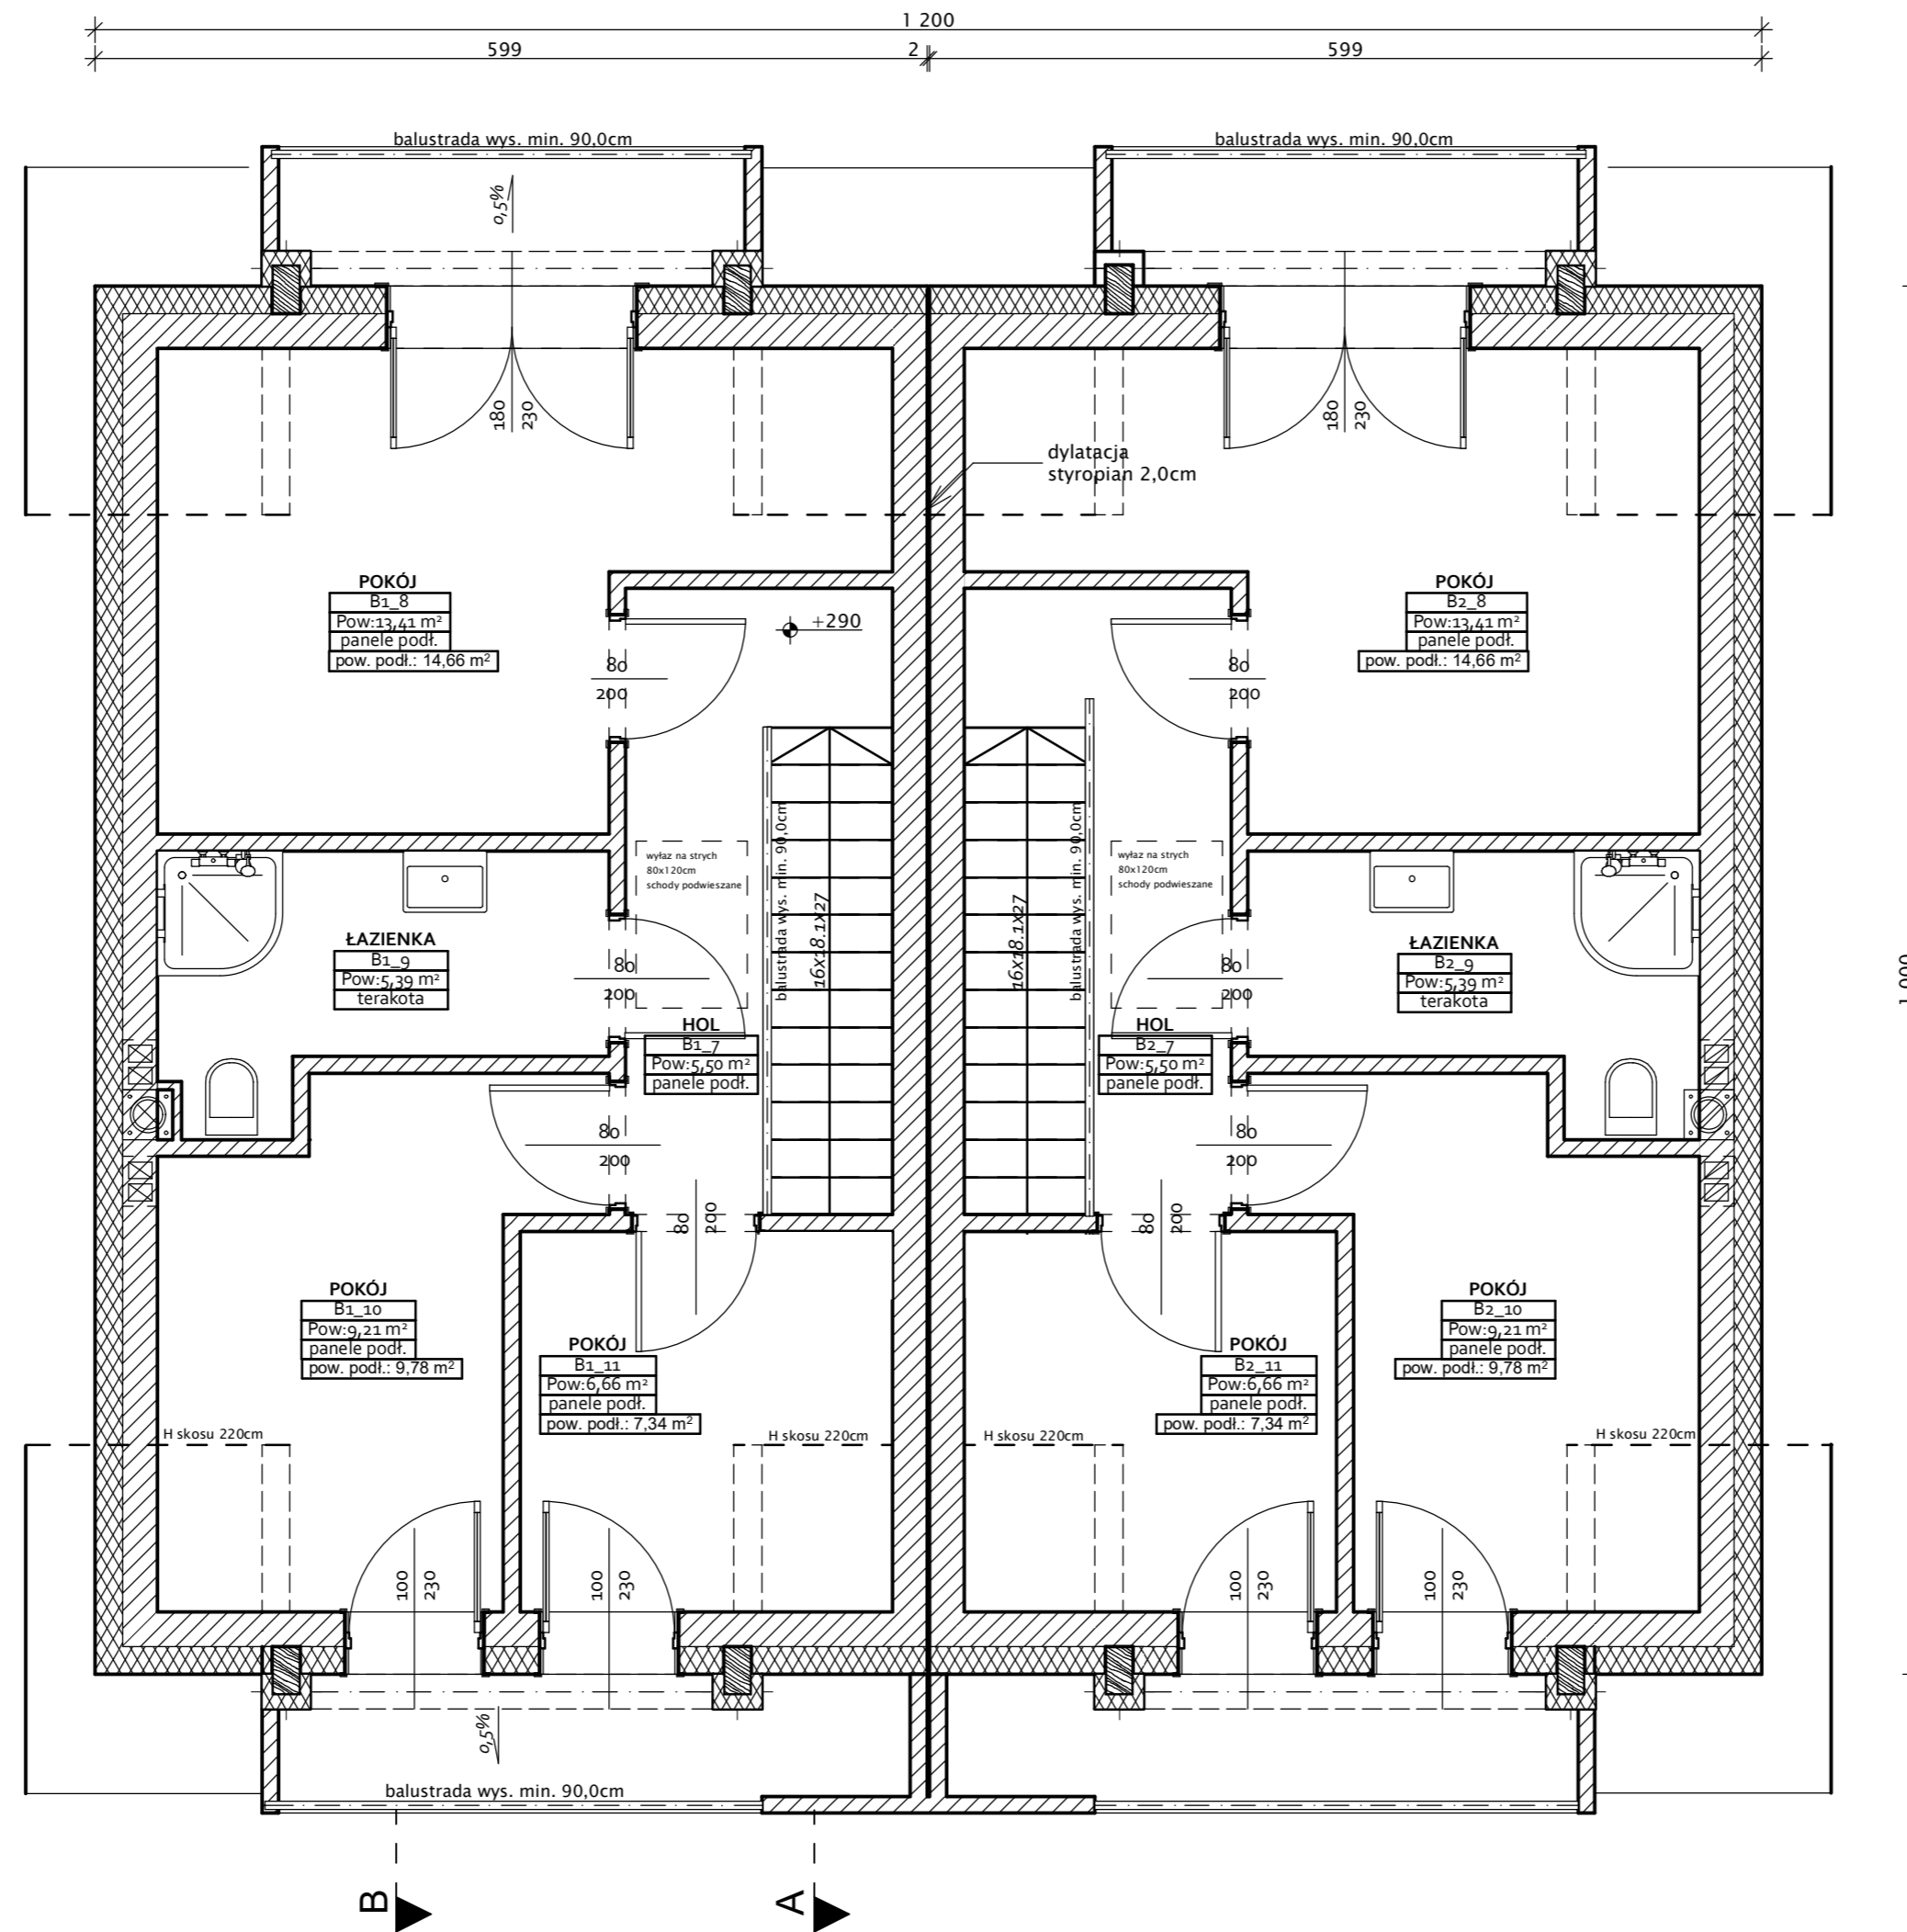 1 200
599
2
599
balustrada wys. min. 90,0cm
balustrada wys. min. 90,0cm
0,5%
180
230
180
230
dylatacja
styropian 2,0cm
POKÓJ
B1_8
Pow:13,41 m²
panele podł.
pow. podł.: 14,66 m²
+290
80
200
80
200
POKÓJ
B2_8
Pow:13,41 m²
panele podł.
pow. podł.: 14,66 m²
wyłaz na strych
80x120cm
schody podwieszane
balustrada wys. min. 90,0cm
16x18.1x27
16x18.1x27
balustrada wys. min. 90,0cm
wyłaz na strych
80x120cm
schody podwieszane
ŁAZIENKA
B1_9
Pow:5,39 m²
terakota
80
200
80
200
ŁAZIENKA
B2_9
Pow:5,39 m²
terakota
1 000
HOL
B1_7
Pow:5,50 m²
panele podł.
HOL
B2_7
Pow:5,50 m²
panele podł.
80
200
80
200
80
200
80
200
POKÓJ
B1_10
Pow:9,21 m²
panele podł.
pow. podł.: 9,78 m²
POKÓJ
B1_11
Pow:6,66 m²
panele podł.
pow. podł.: 7,34 m²
POKÓJ
B2_11
Pow:6,66 m²
panele podł.
pow. podł.: 7,34 m²
POKÓJ
B2_10
Pow:9,21 m²
panele podł.
pow. podł.: 9,78 m²
H skosu 220cm
H skosu 220cm
H skosu 220cm
H skosu 220cm
100
230
100
230
100
230
100
230
0,5%
balustrada wys. min. 90,0cm
B
A